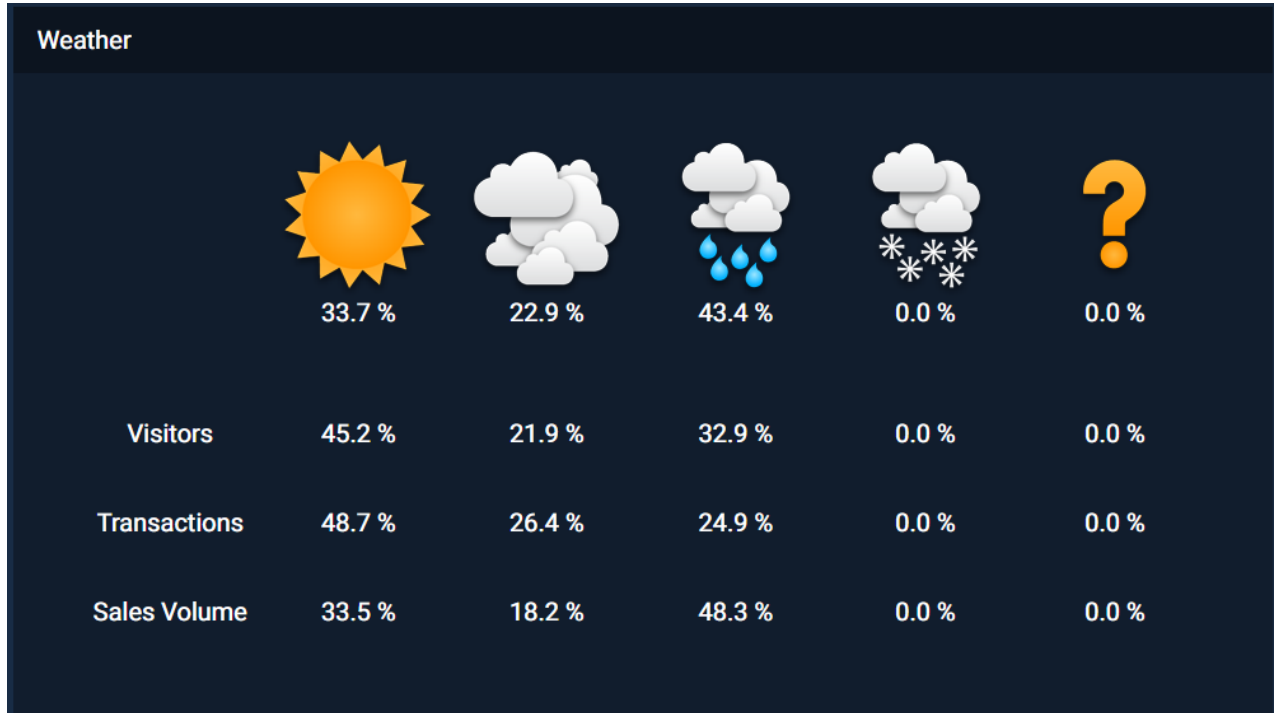 Weather
33.7 % 22.9 % 43.4 % 0.0 % 0.0 %
Visitors 45.2 % 21.9 % 32.9 % 0.0 % 0.0 %
Transactions 48.7 % 26.4 % 24.9 % 0.0 % 0.0 %
Sales Volume 33.5 % 18.2 % 48.3 % 0.0 % 0.0 %